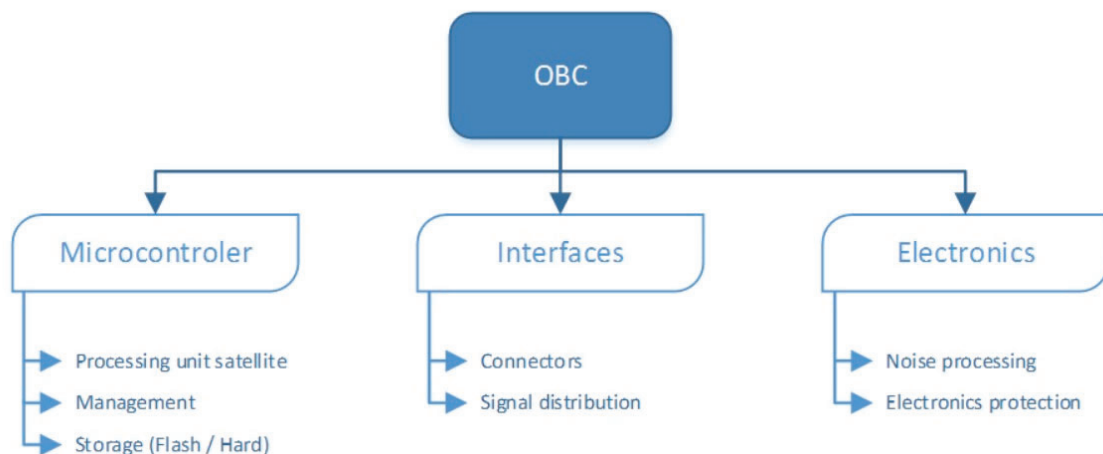 OBC
Microcontroler
Interfaces
Electronics
Processing unit satellite
Management
Storage (Flash / Hard)
Connectors
Signal distribution
Noise processing
Electronics protection